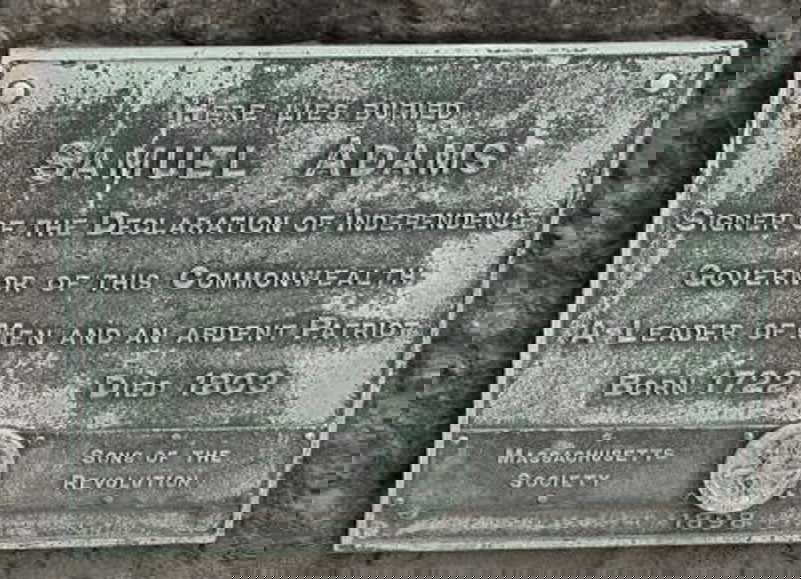 HERE LIES BURIED
SAMUEL ADAMS
SIGNER OF THE DECLARATION OF INDEPENDENCE
GOVERNOR OF THIS COMMONWEALTH
A LEADER OF MEN AND AN ARDENT PATRIOT
BORN 1722 DIED 1803
MASSACHUSETTS SONS OF THE
SOCIETY REVOLUTION
1898